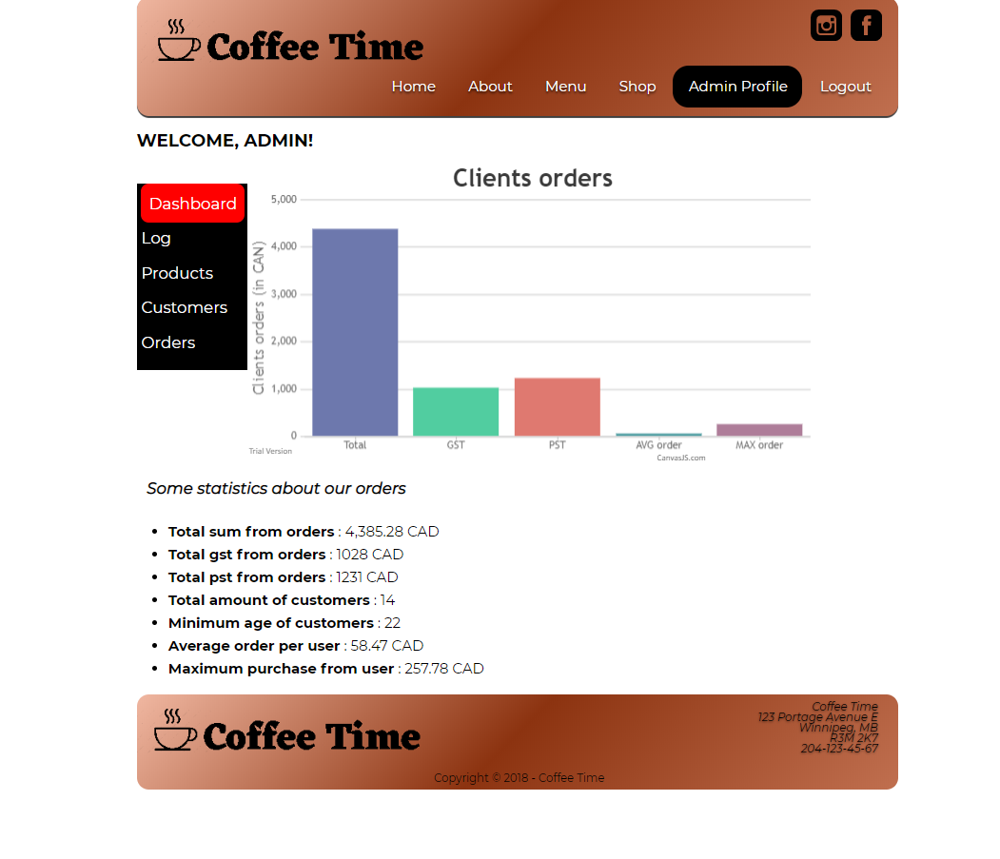 Coffee Time
Home About Menu Shop Admin Profile Logout
WELCOME, ADMIN!
Dashboard
Log
Products
Customers
Orders
Clients orders
Clients orders (in CAN)
5,000
4,000
3,000
2,000
1,000
0
Total GST PST AVG order MAX order
Trial Version
CanvasJS.com
Some statistics about our orders
• Total sum from orders : 4,385.28 CAD
• Total gst from orders : 1028 CAD
• Total pst from orders : 1231 CAD
• Total amount of customers : 14
• Minimum age of customers : 22
• Average order per user : 58.47 CAD
• Maximum purchase from user : 257.78 CAD
Coffee Time
Coffee Time
123 Portage Avenue E
Winnipeg, MB
R3M 2K7
204-123-45-67
Copyright © 2018 - Coffee Time